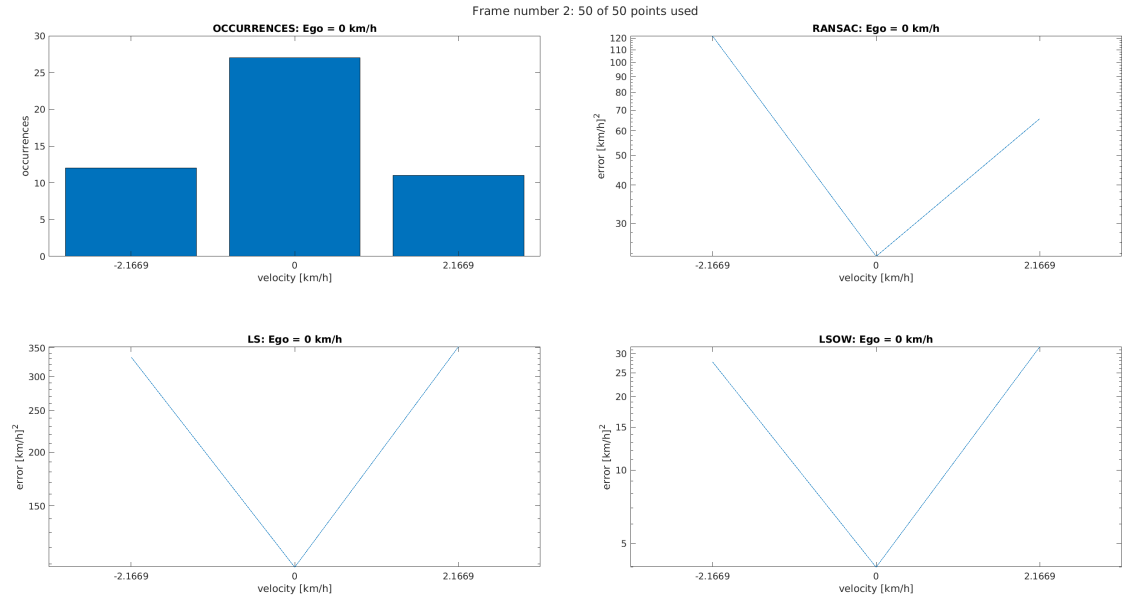 Frame number 2: 50 of 50 points used
OCCURRENCES: Ego = 0 km/h
30
25
20
15
10
5
0
occurrences
-2.1669 0 2.1669
velocity [km/h]
RANSAC: Ego = 0 km/h
120
110
100
90
80
70
60
50
40
30
error [km/h]²
-2.1669 0 2.1669
velocity [km/h]
LS: Ego = 0 km/h
350
300
250
200
150
error [km/h]²
-2.1669 0 2.1669
velocity [km/h]
LSOW: Ego = 0 km/h
30
25
20
15
10
5
error [km/h]²
-2.1669 0 2.1669
velocity [km/h]